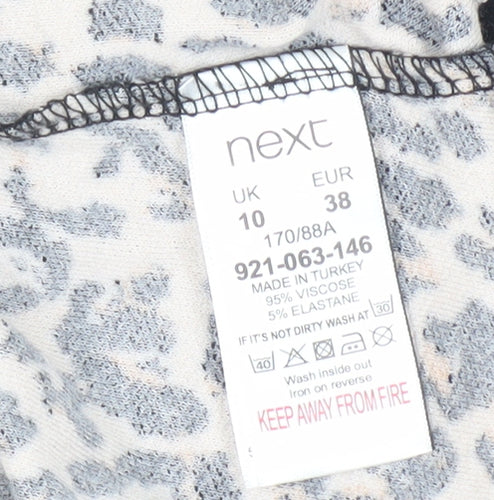 next
UK EUR
10 38
170/88A
921-063-146
MADE IN TURKEY
95% VISCOSE
5% ELASTANE
IF IT'S NOT DIRTY WASH AT 30
40
Wash inside out
Iron on reverse
KEEP AWAY FROM FIRE